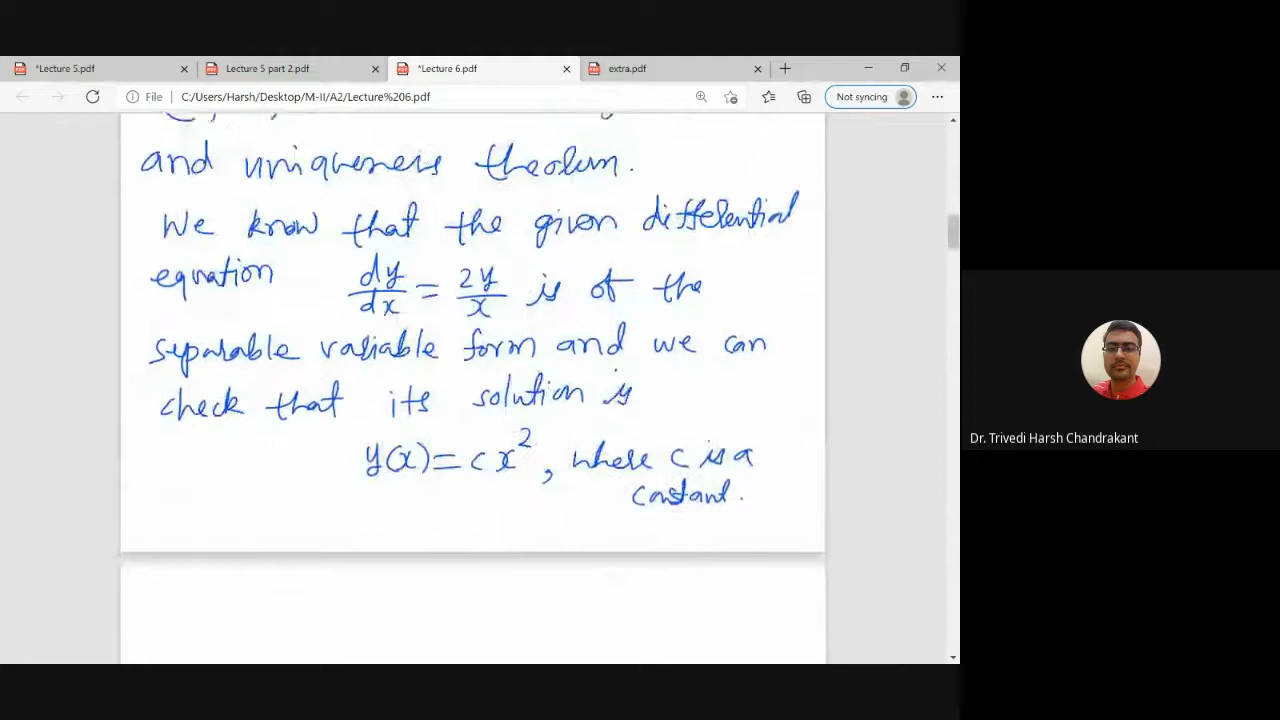 *Lecture 5.pdf
Lecture 5 part 2.pdf
*Lecture 6.pdf
extra.pdf
File | C:/Users/Harsh/Desktop/M-II/A2/Lecture%206.pdf
Not syncing
and uniqueness theorem.
We know that the given differential
equation dy/dx = 2y/x is of the
separable variable form and we can
check that its solution is
y(x) = cx², where c is a
constant.
Dr. Trivedi Harsh Chandrakant